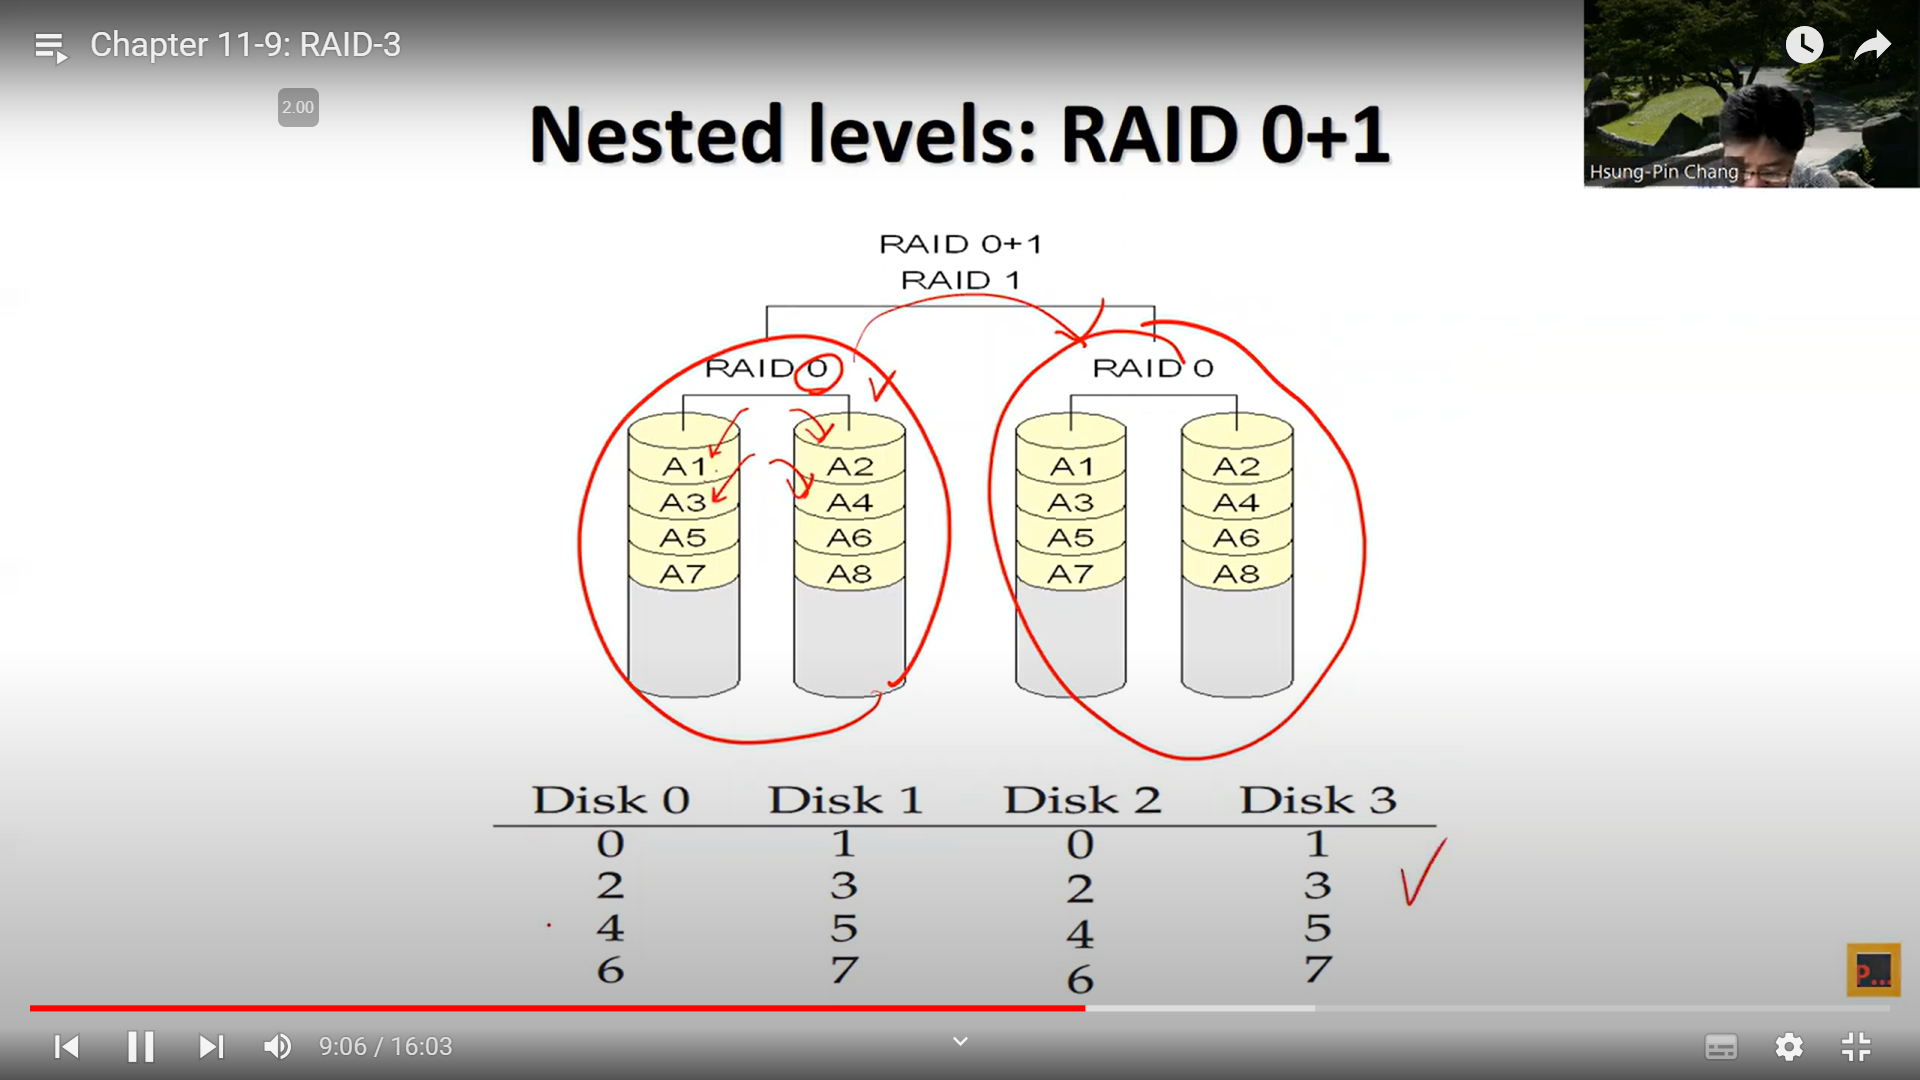 Chapter 11-9: RAID-3
2.00
Nested levels: RAID 0+1
Hsung-Pin Chang
RAID 0+1
RAID 1
RAID 0 RAID 0
A1 A2 A1 A2
A3 A4 A3 A4
A5 A6 A5 A6
A7 A8 A7 A8
Disk 0 Disk 1 Disk 2 Disk 3
0 1 0 1
2 3 2 3
4 5 4 5
6 7 6 7
P...
9:06 / 16:03